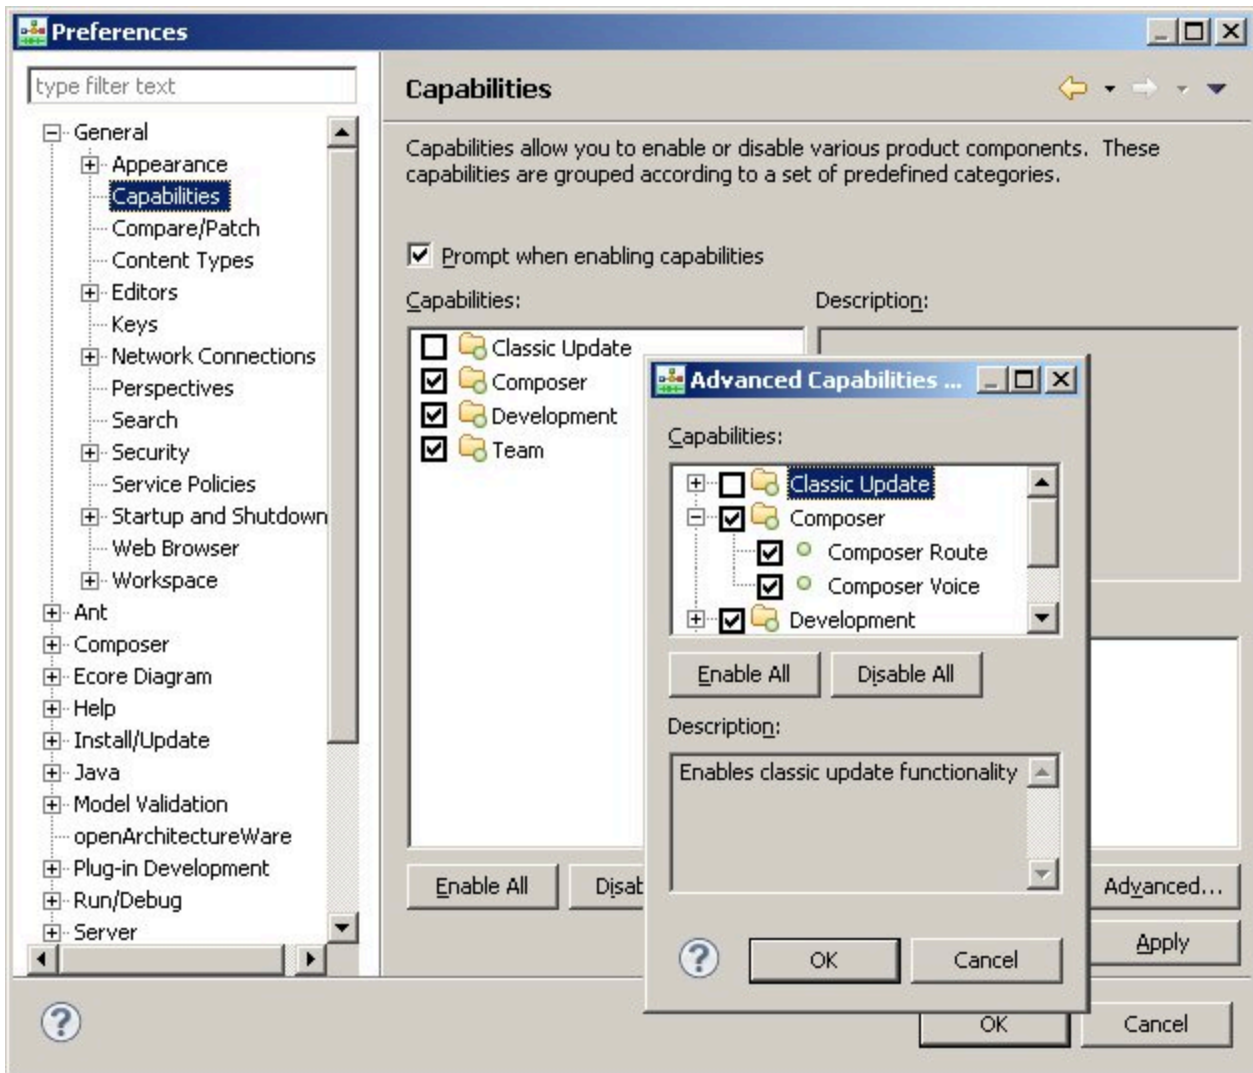 Preferences
type filter text
General
Appearance
Capabilities
Compare/Patch
Content Types
Editors
Keys
Network Connections
Perspectives
Search
Security
Service Policies
Startup and Shutdown
Web Browser
Workspace
Ant
Composer
Ecore Diagram
Help
Install/Update
Java
Model Validation
openArchitectureWare
Plug-in Development
Run/Debug
Server
Capabilities
Capabilities allow you to enable or disable various product components. These
capabilities are grouped according to a set of predefined categories.
Prompt when enabling capabilities
Capabilities:
Description:
Classic Update
Composer
Development
Team
Enable All
Disab
Advanced...
Apply
Advanced Capabilities ...
Capabilities:
Classic Update
Composer
Composer Route
Composer Voice
Development
Enable All
Disable All
Description:
Enables classic update functionality
?
OK
Cancel
?
OK
Cancel